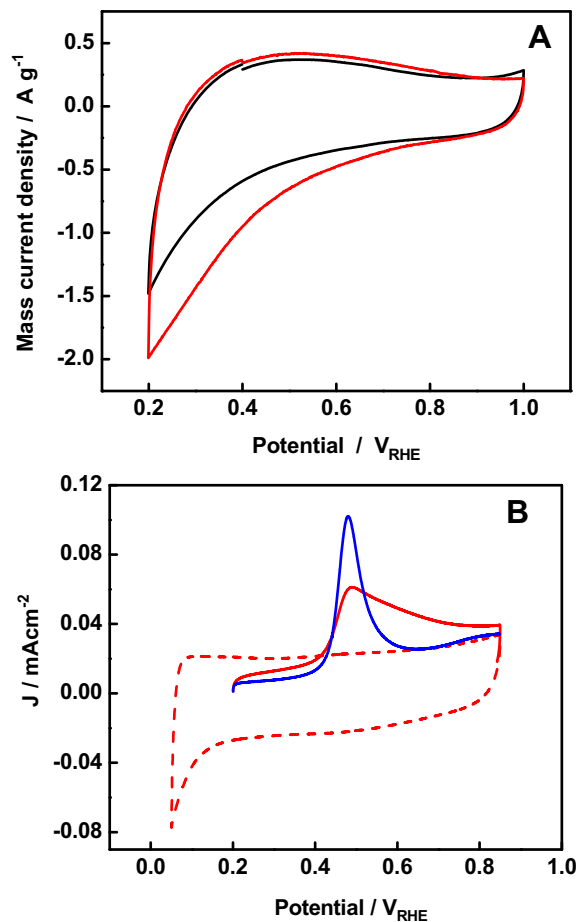 A
0.5
0.0
-0.5
-1.0
-1.5
-2.0
Mass current density / A g-1
0.2 0.4 0.6 0.8 1.0
Potential / VRHE
B
0.12
0.08
0.04
0.00
-0.04
-0.08
J / mAcm-2
0.0 0.2 0.4 0.6 0.8 1.0
Potential / VRHE